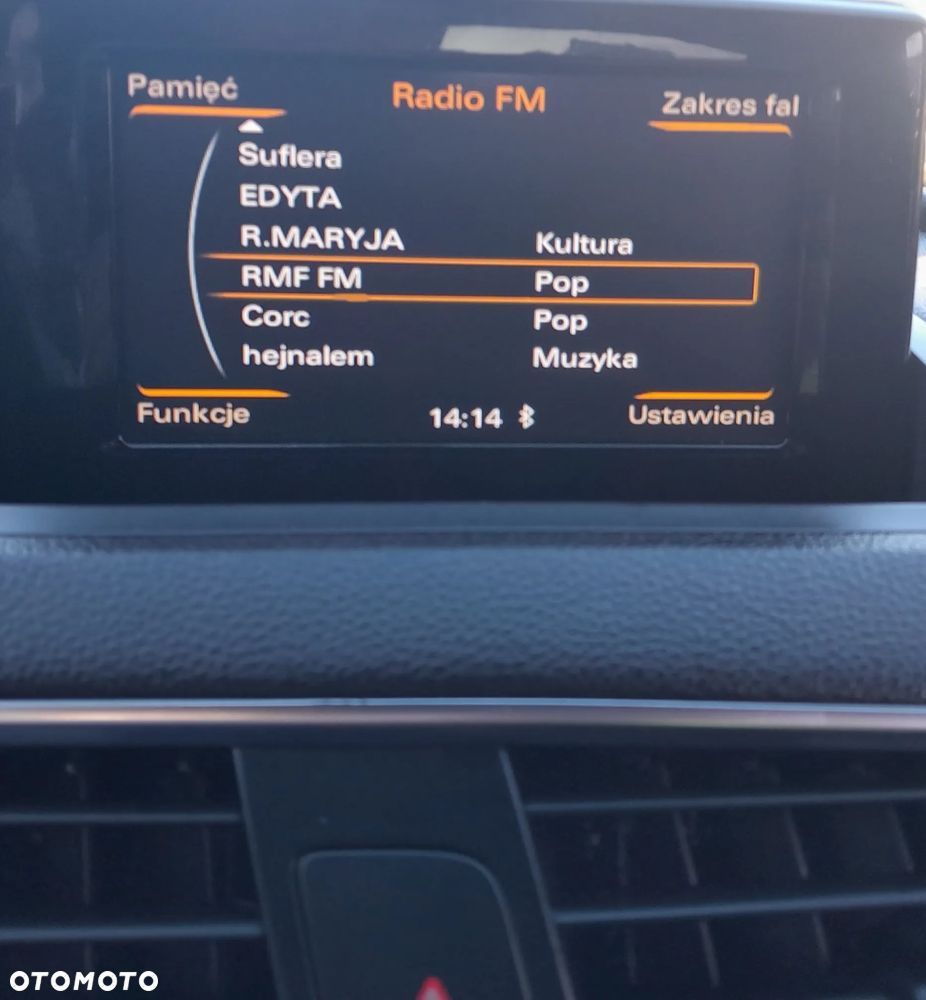 Pamięć Radio FM Zakres fal
Suflera
EDYTA
R.MARYJA Kultura
RMF FM Pop
Corc Pop
hejnalem Muzyka
Funkcje 14:14 Ustawienia
OTOMOTO